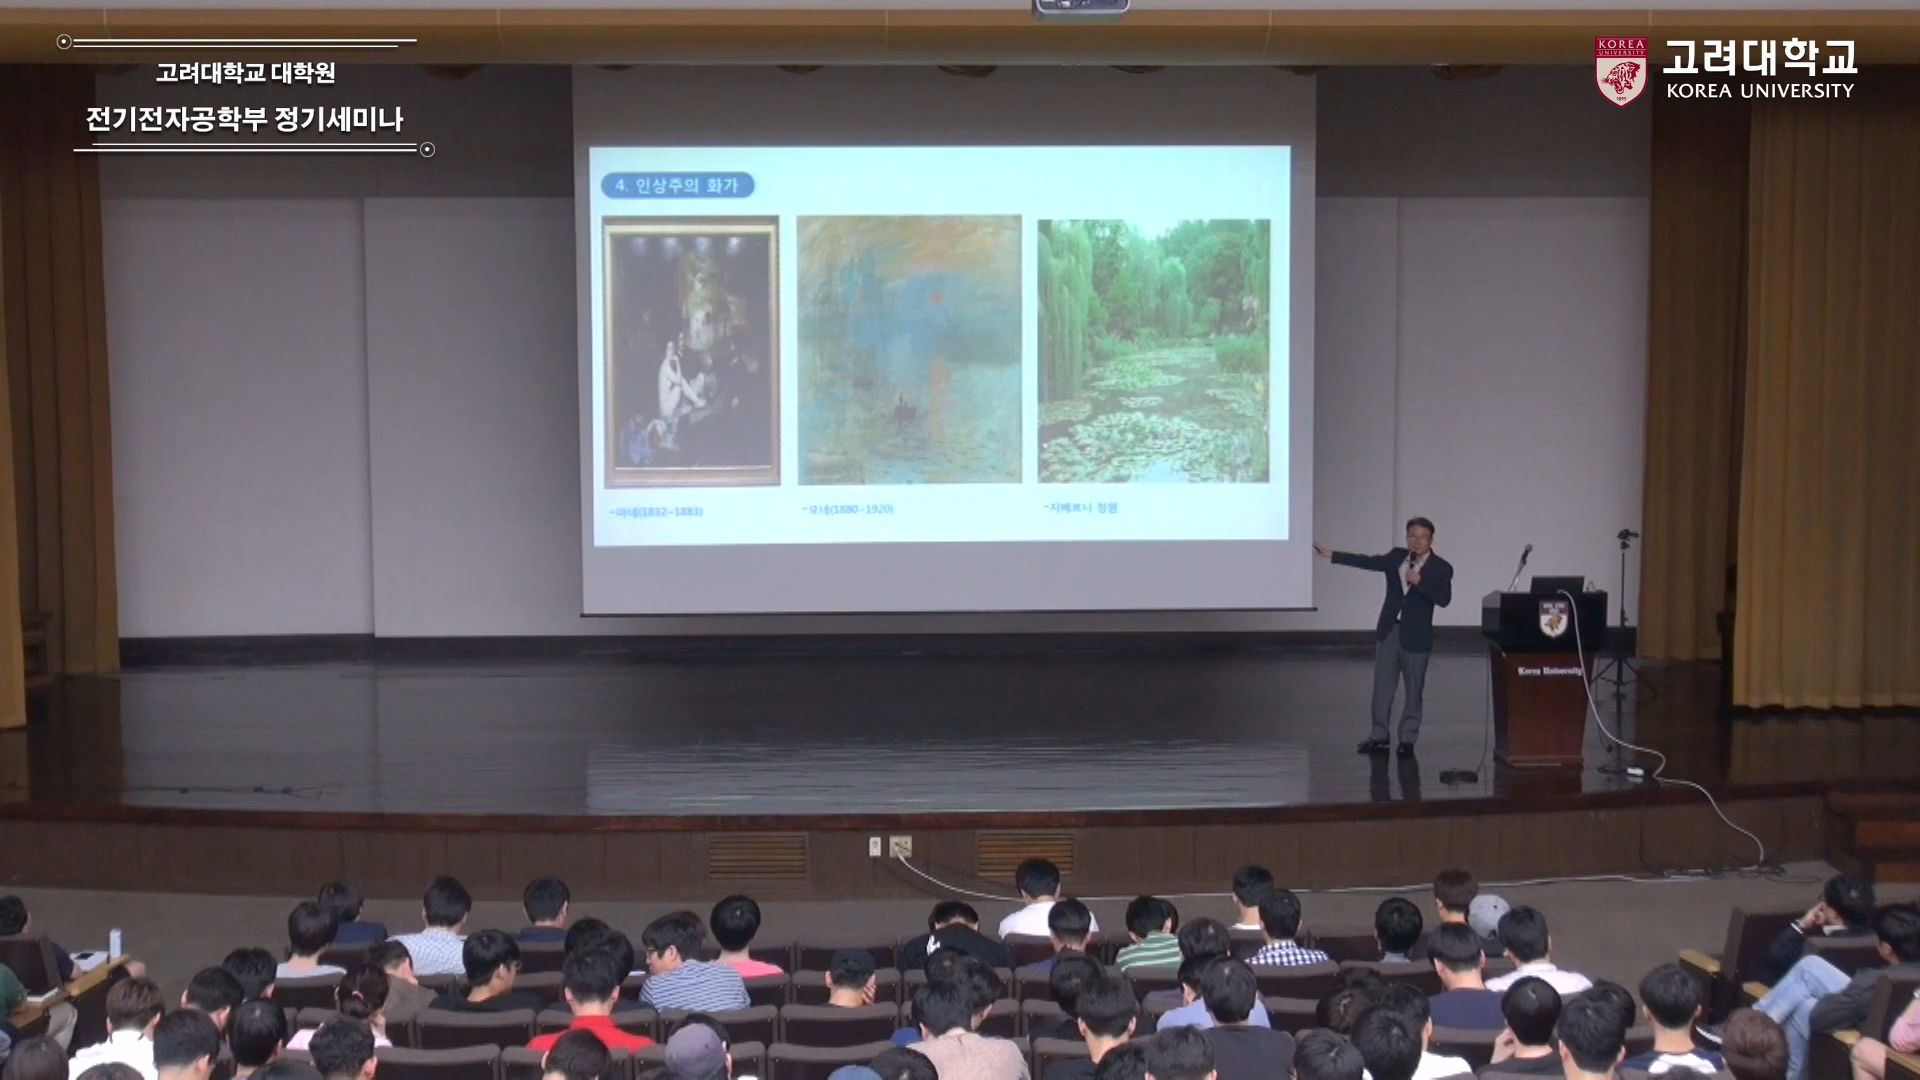 고려대학교 대학원
전기전자공학부 정기세미나
KOREA
UNIVERSITY
1905
고려대학교
KOREA UNIVERSITY
4. 인상주의 화가
-마네(1832~1883)
-모네(1880~1920)
-지베르니 정원
Korea University